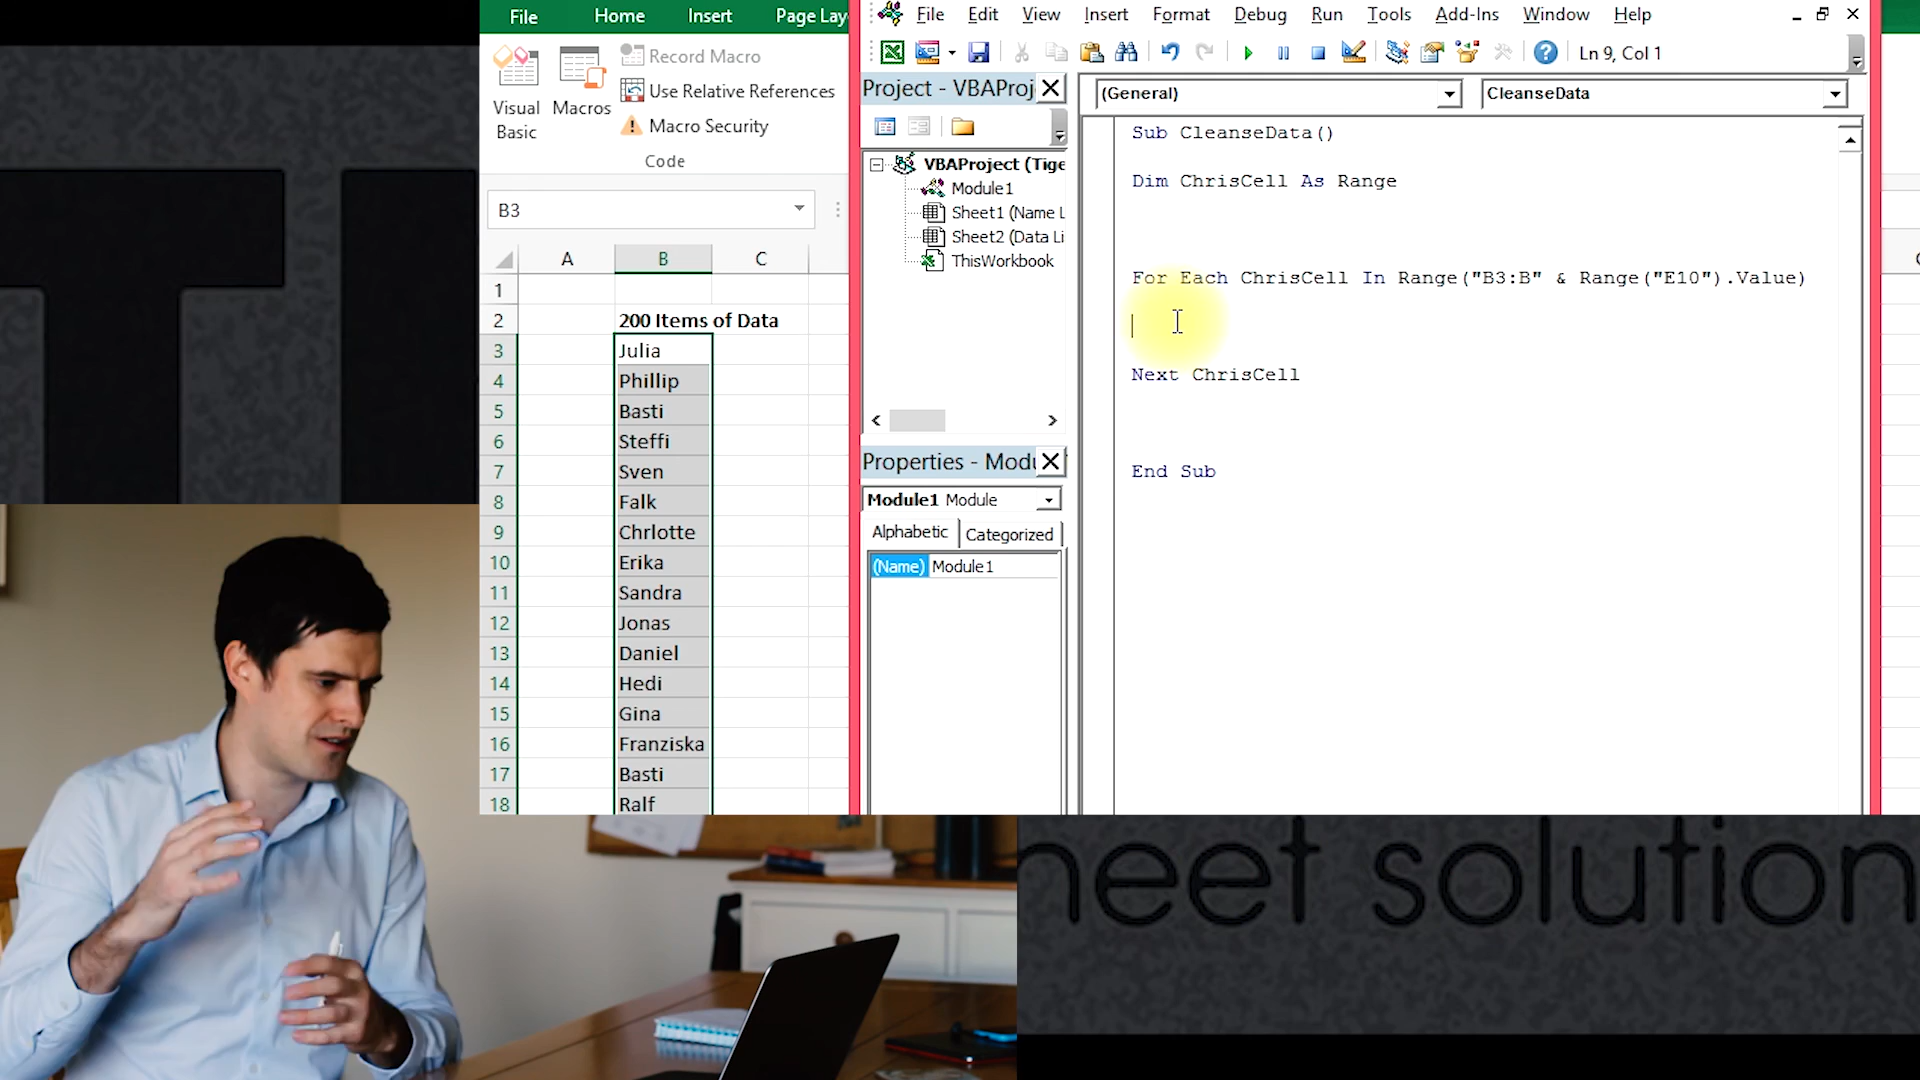 File Home Insert Page Lay
Visual Basic
Macros
Record Macro
Use Relative References
Macro Security
Code
B3
A B C
1
2 200 Items of Data
3 Julia
4 Phillip
5 Basti
6 Steffi
7 Sven
8 Falk
9 Chrlotte
10 Erika
11 Sandra
12 Jonas
13 Daniel
14 Hedi
15 Gina
16 Franziska
17 Basti
18 Ralf
File Edit View Insert Format Debug Run Tools Add-Ins Window Help
Ln 9, Col 1
Project - VBAProj
VBAProject (Tige
Module1
Sheet1 (Name L
Sheet2 (Data Li
ThisWorkbook
Properties - Modu
Module1 Module
Alphabetic Categorized
(Name) Module1
(General) CleanseData
Sub CleanseData()
Dim ChrisCell As Range
For Each ChrisCell In Range("B3:B" & Range("E10").Value)
Next ChrisCell
End Sub
heet solution